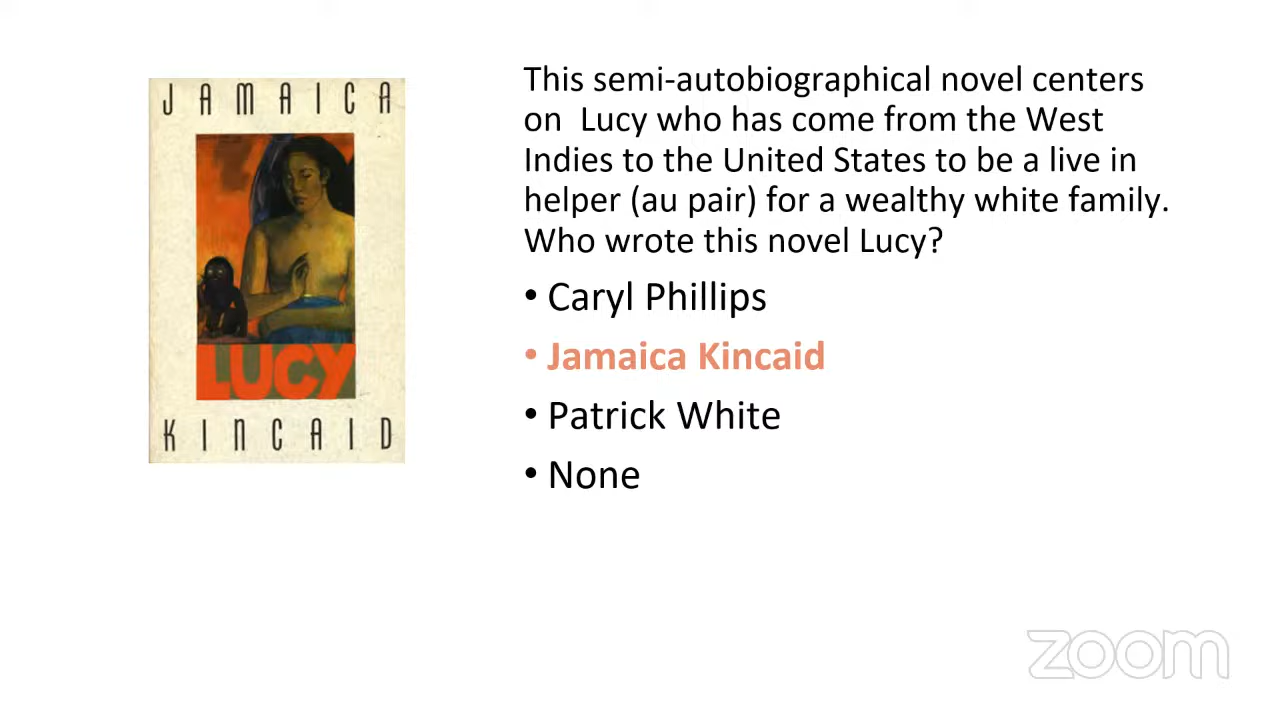 JAMAICA
LUCY
KINCAID
This semi-autobiographical novel centers
on  Lucy who has come from the West
Indies to the United States to be a live in
helper (au pair) for a wealthy white family.
Who wrote this novel Lucy?
• Caryl Phillips
• Jamaica Kincaid
• Patrick White
• None
zoom